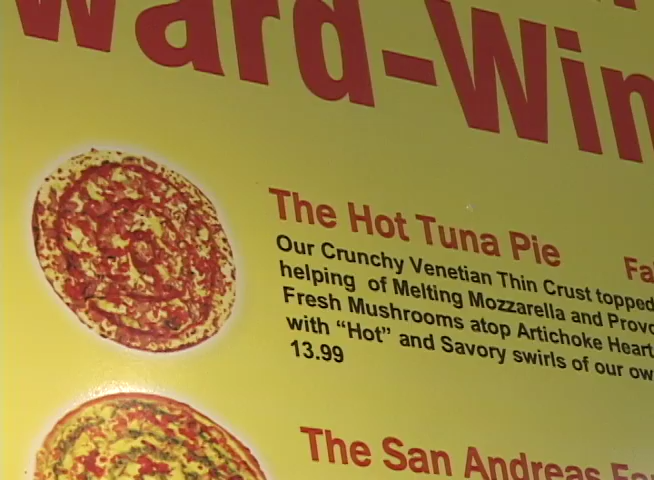 ward-Win
The Hot Tuna Pie
Our Crunchy Venetian Thin Crust topped
helping of Melting Mozzarella and Provo
Fresh Mushrooms atop Artichoke Heart
with “Hot” and Savory swirls of our ow
13.99
The San Andreas